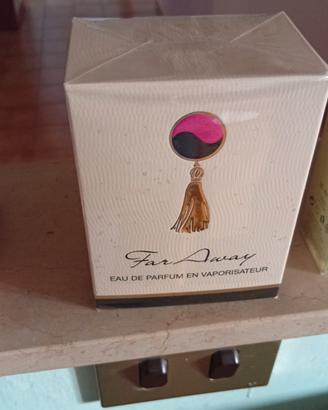 Far Away
EAU DE PARFUM EN VAPORISATEUR